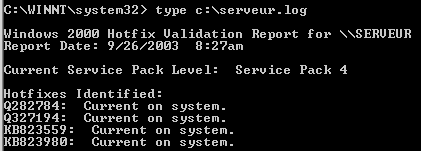 C:\WINNT\system32> type c:\serveur.log
Windows 2000 Hotfix Validation Report for \\SERVEUR
Report Date: 9/26/2003  8:27am
Current Service Pack Level:  Service Pack 4
Hotfixes Identified:
Q282784:  Current on system.
Q327194:  Current on system.
KB823559:  Current on system.
KB823980:  Current on system.